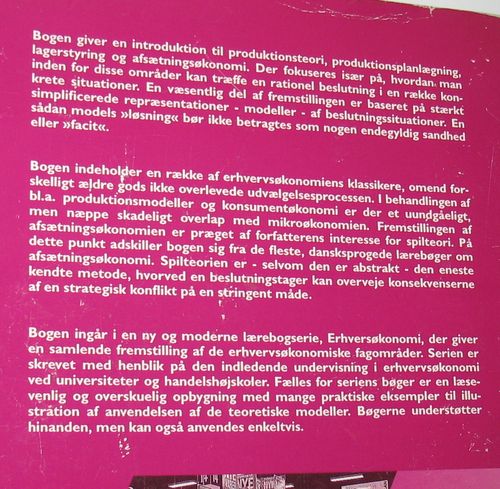 Bogen giver en introduktion til produktionsteori, produktionsplanlægning,
lagerstyring og afsætningsøkonomi. Der fokuseres især på, hvordan man
inden for disse områder kan træffe en rationel beslutning i en række kon-
krete situationer. En væsentlig del af fremstillingen er baseret på stærkt
simplificerede repræsentationer - modeller - af beslutningssituationer. En
sådan models »løsning« bør ikke betragtes som nogen endegyldig sandhed
eller »facit«.
Bogen indeholder en række af erhvervsøkonomiens klassikere, omend for-
skelligt ældre gods ikke overlevede udvælgelsesprocessen. I behandlingen af
bl.a. produktionsmodeller og konsumentøkonomi er der et uundgåeligt,
men næppe skadeligt overlap med mikroøkonomien. Fremstillingen af
afsætningsøkonomien er præget af forfatterens interesse for spilteori. På
dette punkt adskiller bogen sig fra de fleste, dansksprogede lærebøger om
afsætningsøkonomi. Spilteorien er - selvom den er abstrakt - den eneste
kendte metode, hvorved en beslutningstager kan overveje konsekvenserne
af en strategisk konflikt på en stringent måde.
Bogen ingår i en ny og moderne lærebogserie, Erhversøkonomi, der giver
en samlende fremstilling af de erhvervsøkonomiske fagområder. Serien er
skrevet med henblik på den indledende undervisning i erhvervsøkonomi
ved universiteter og handelshøjskoler. Fælles for seriens bøger er en læse-
venlig og overskuelig opbygning med mange praktiske eksempler til illu-
stration af anvendelsen af de teoretiske modeller. Bøgerne understøtter
hinanden, men kan også anvendes enkeltvis.